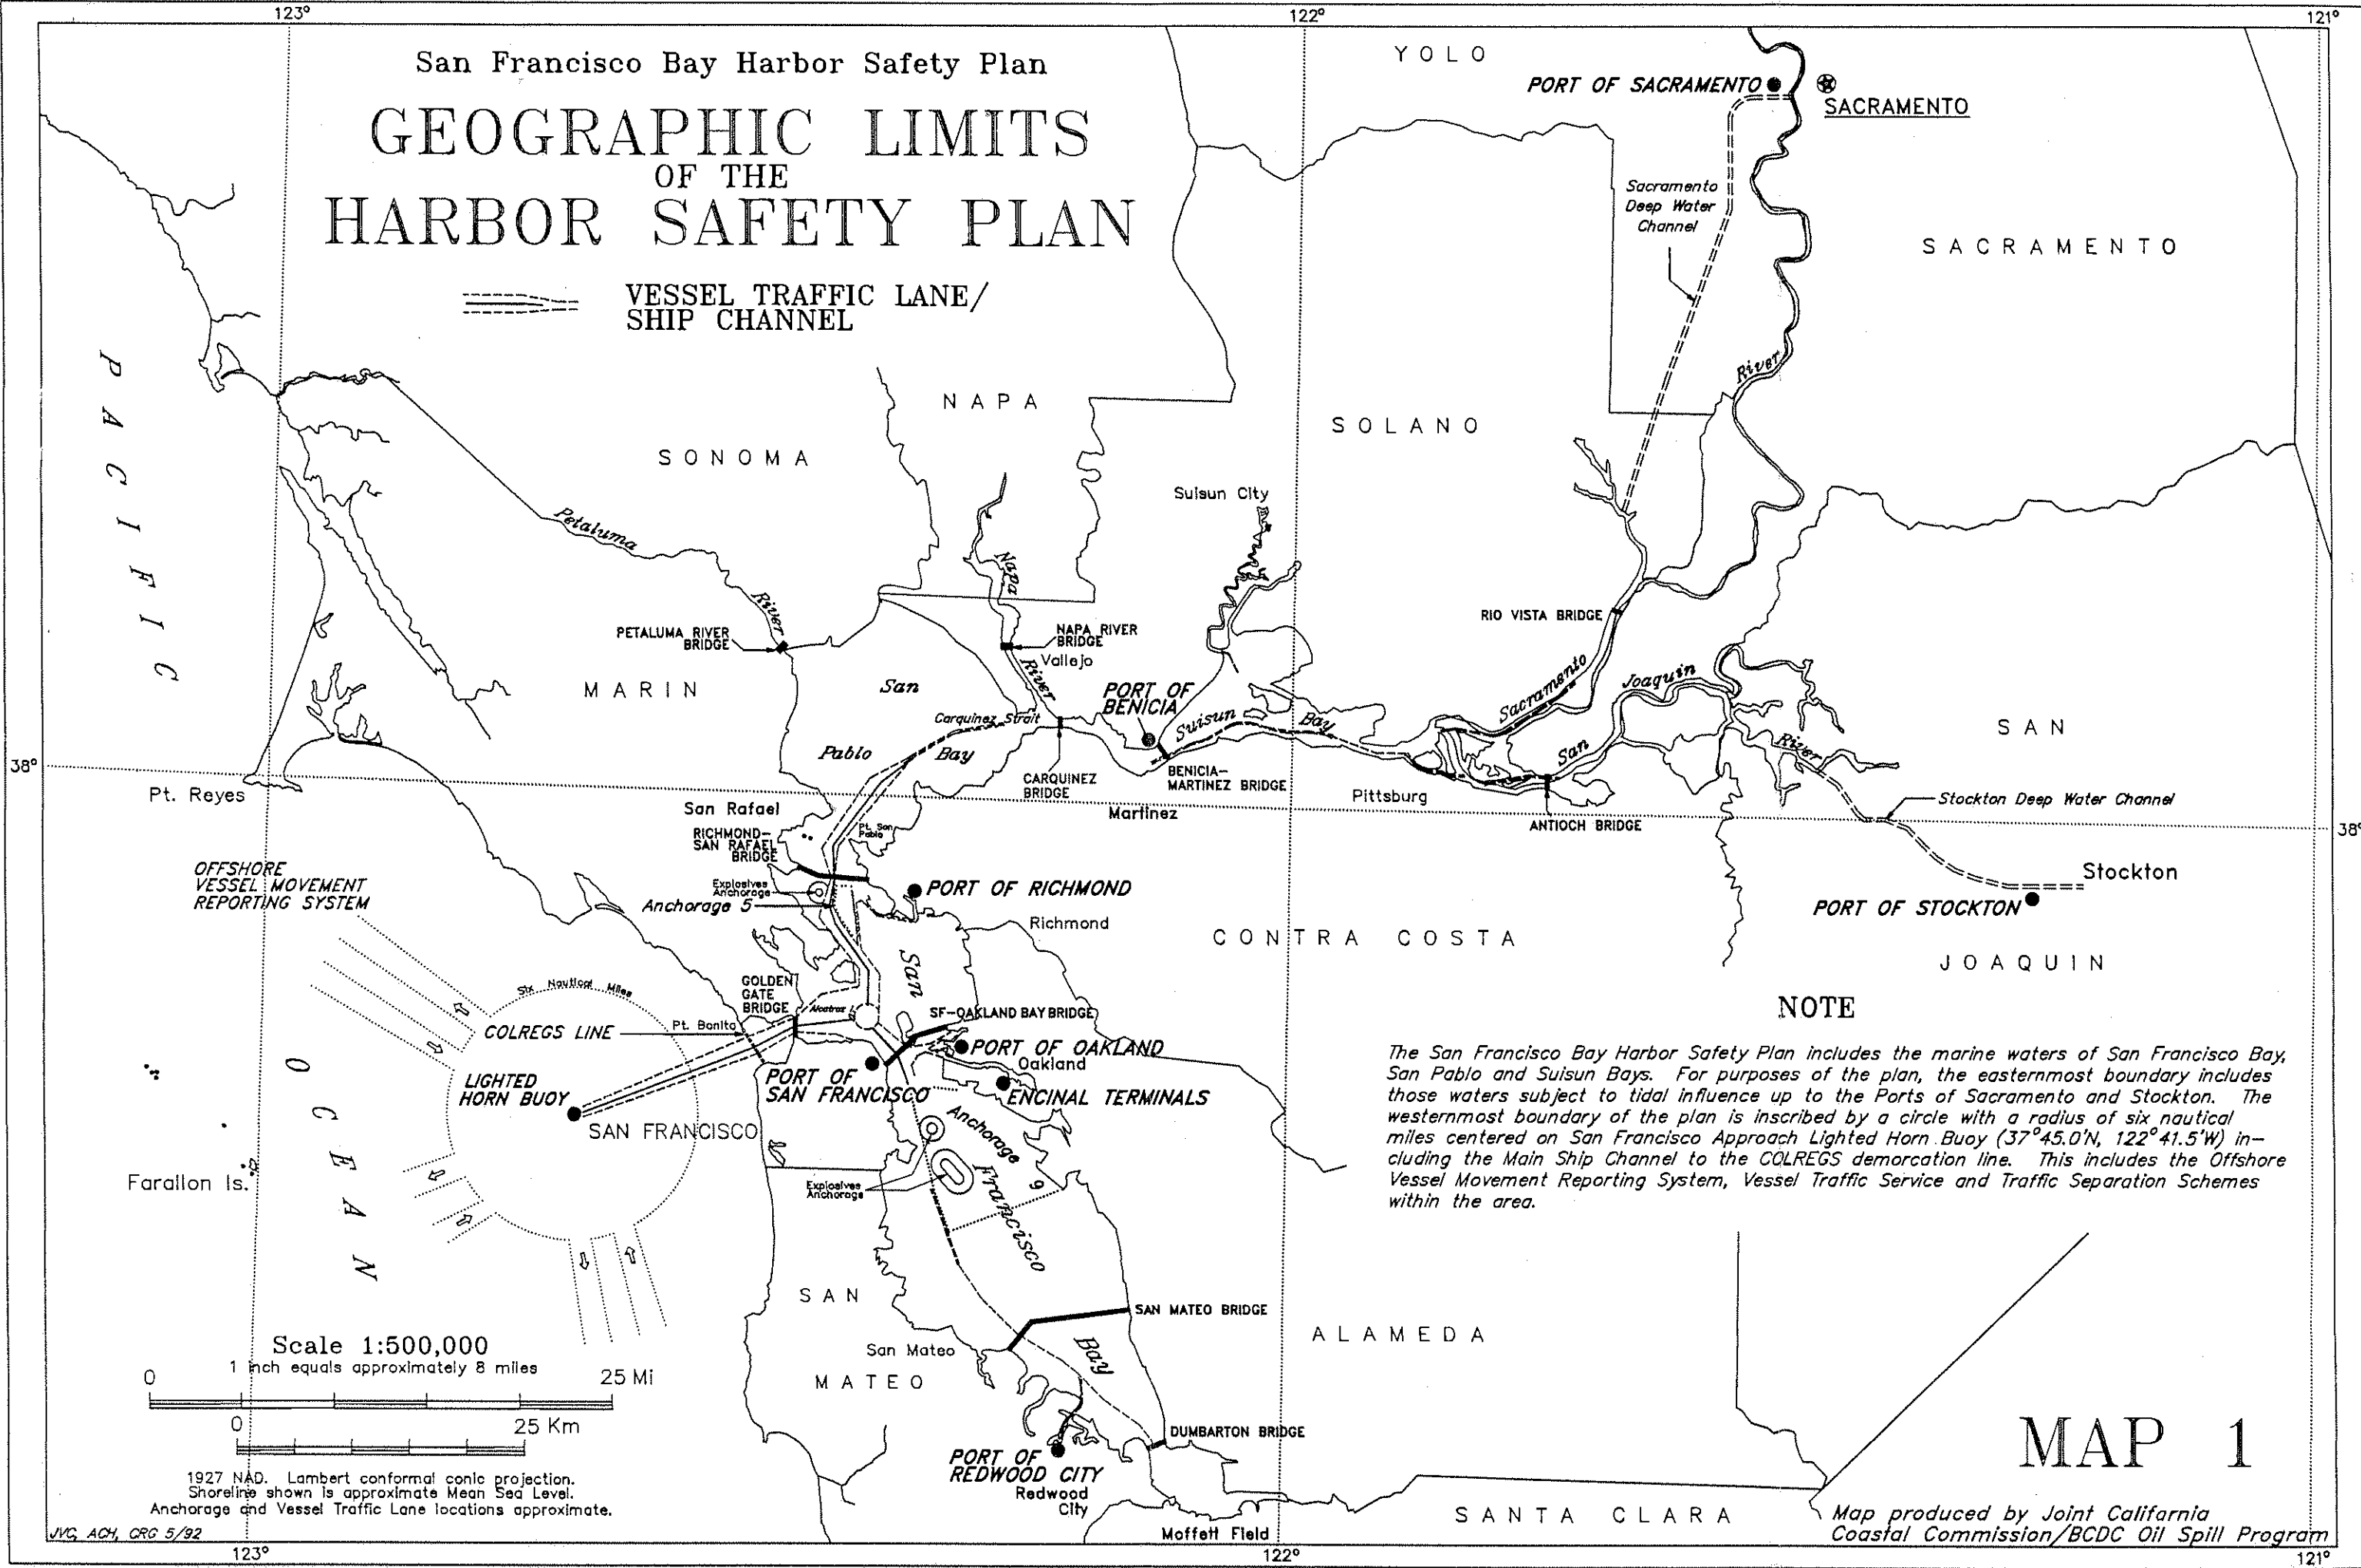 123°
122°
121°
San Francisco Bay Harbor Safety Plan
GEOGRAPHIC LIMITS
OF THE
HARBOR SAFETY PLAN
VESSEL TRAFFIC LANE/
SHIP CHANNEL
YOLO
PORT OF SACRAMENTO
SACRAMENTO
Sacramento
Deep Water
Channel
SACRAMENTO
River
PACIFIC
OCEAN
NAPA
SONOMA
SOLANO
Suisun City
Petaluma
River
Napa
River
PETALUMA RIVER
BRIDGE
NAPA RIVER
BRIDGE
Vallejo
RIO VISTA BRIDGE
MARIN
San
Pablo
Bay
Carquinez Strait
PORT OF
BENICIA
Suisun
Bay
Sacramento
San
Joaquin
River
SAN
JOAQUIN
38°
Pt. Reyes
CARQUINEZ
BRIDGE
BENICIA-
MARTINEZ BRIDGE
Martinez
Pittsburg
ANTIOCH BRIDGE
Stockton Deep Water Channel
38°
San Rafael
RICHMOND-
SAN RAFAEL
BRIDGE
Pt. San
Pablo
Explosives
Anchorage
Anchorage 5
PORT OF RICHMOND
Richmond
Stockton
PORT OF STOCKTON
OFFSHORE
VESSEL MOVEMENT
REPORTING SYSTEM
CONTRA COSTA
Six Nautical Miles
GOLDEN
GATE
BRIDGE
Alcatraz
San
Francisco
Bay
COLREGS LINE
Pt. Bonita
SF-OAKLAND BAY BRIDGE
PORT OF OAKLAND
Oakland
LIGHTED
HORN BUOY
PORT OF
SAN FRANCISCO
ENCINAL TERMINALS
SAN FRANCISCO
Anchorage 9
Explosives
Anchorage
Farallon Is.
NOTE
The San Francisco Bay Harbor Safety Plan includes the marine waters of San Francisco Bay,
San Pablo and Suisun Bays. For purposes of the plan, the easternmost boundary includes
those waters subject to tidal influence up to the Ports of Sacramento and Stockton. The
westernmost boundary of the plan is inscribed by a circle with a radius of six nautical
miles centered on San Francisco Approach Lighted Horn Buoy (37°45.0'N, 122°41.5'W) in-
cluding the Main Ship Channel to the COLREGS demorcation line. This includes the Offshore
Vessel Movement Reporting System, Vessel Traffic Service and Traffic Separation Schemes
within the area.
SAN
MATEO
San Mateo
SAN MATEO BRIDGE
ALAMEDA
Scale 1:500,000
1 inch equals approximately 8 miles
0
25 Mi
0
25 Km
DUMBARTON BRIDGE
PORT OF
REDWOOD CITY
Redwood
City
Moffett Field
SANTA CLARA
MAP 1
1927 NAD. Lambert conformal conic projection.
Shoreline shown is approximate Mean Sea Level.
Anchorage and Vessel Traffic Lane locations approximate.
JVC, ACH, CRG 5/92
Map produced by Joint California
Coastal Commission/BCDC Oil Spill Program
123°
122°
121°